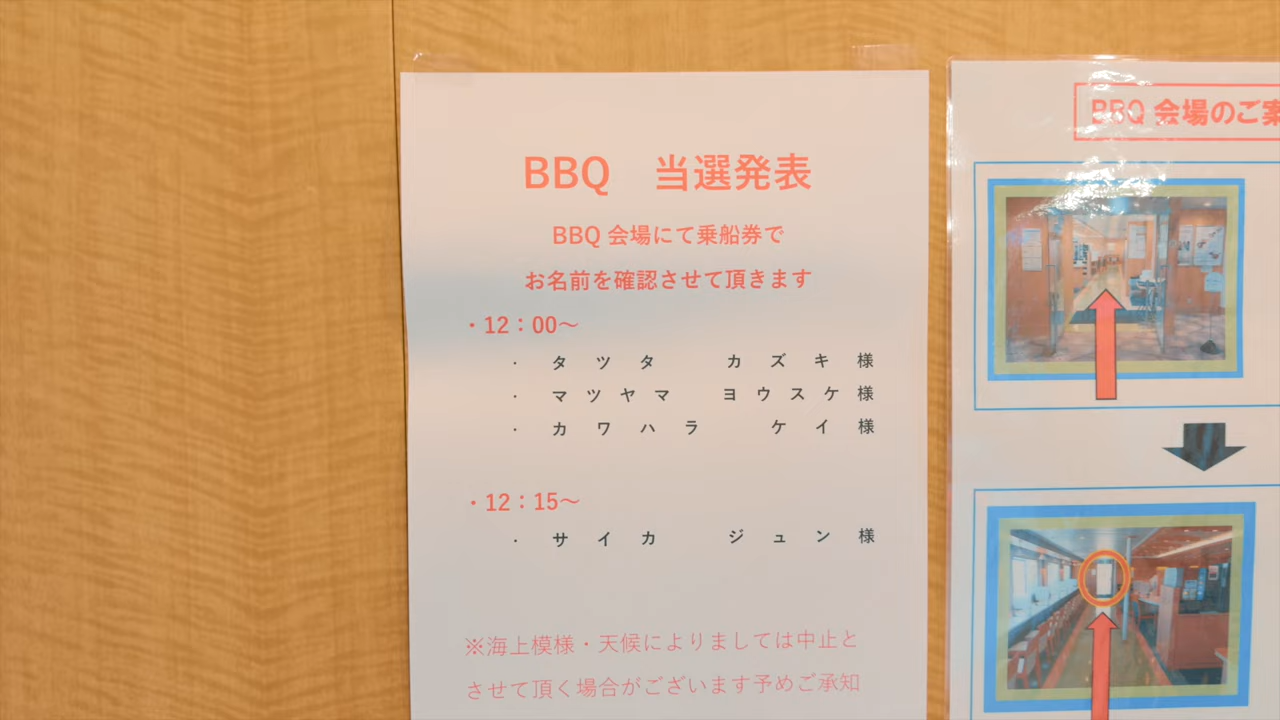 BBQ 当選発表
BBQ 会場にて乗船券で
お名前を確認させて頂きます
・12：00～
・ タツタ カズキ 様
・ マツヤマ ヨウスケ 様
・ カワハラ ケイ 様
・12：15～
・ サイカ ジュン 様
※海上模様・天候によりましては中止と
させて頂く場合がございます予めご承知
BBQ 会場のご案